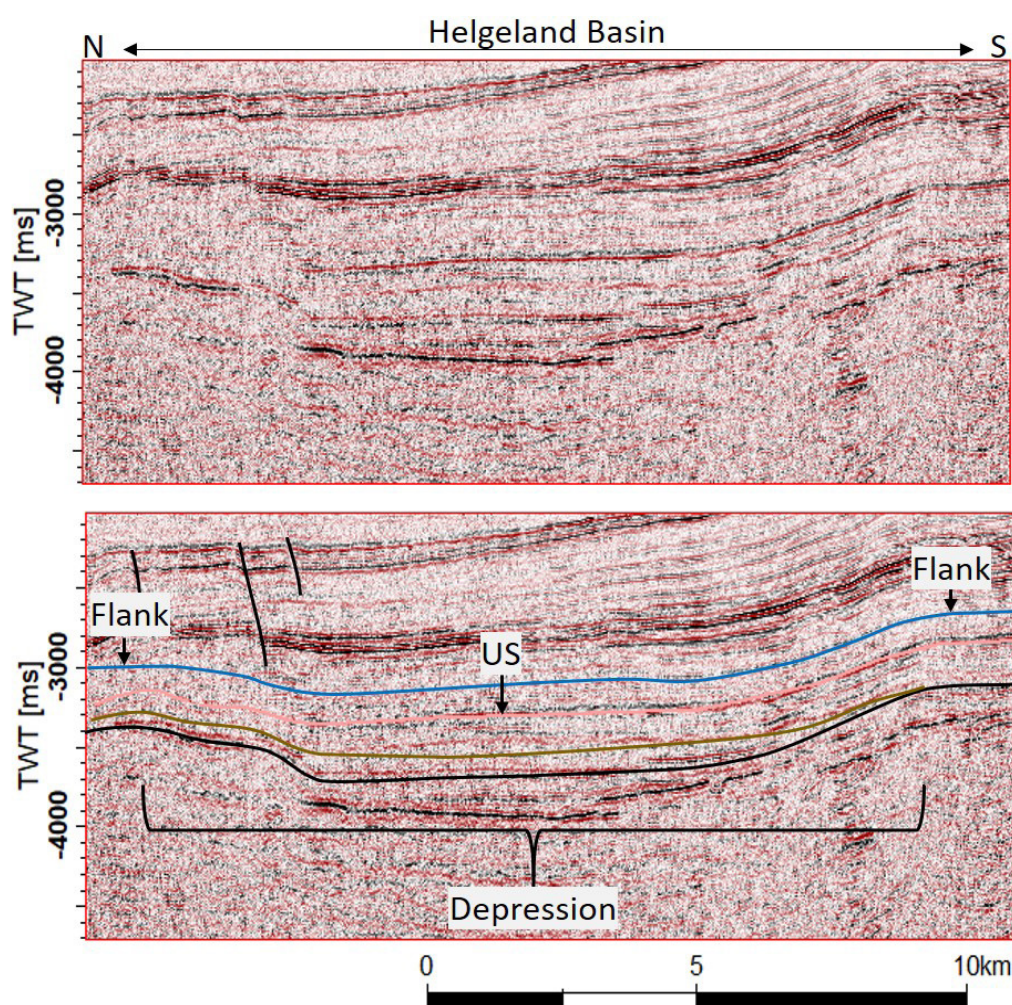 Helgeland Basin
N
S
TWT [ms]
-3000
-4000
Flank
Flank
US
TWT [ms]
-3000
-4000
Depression
0
5
10km